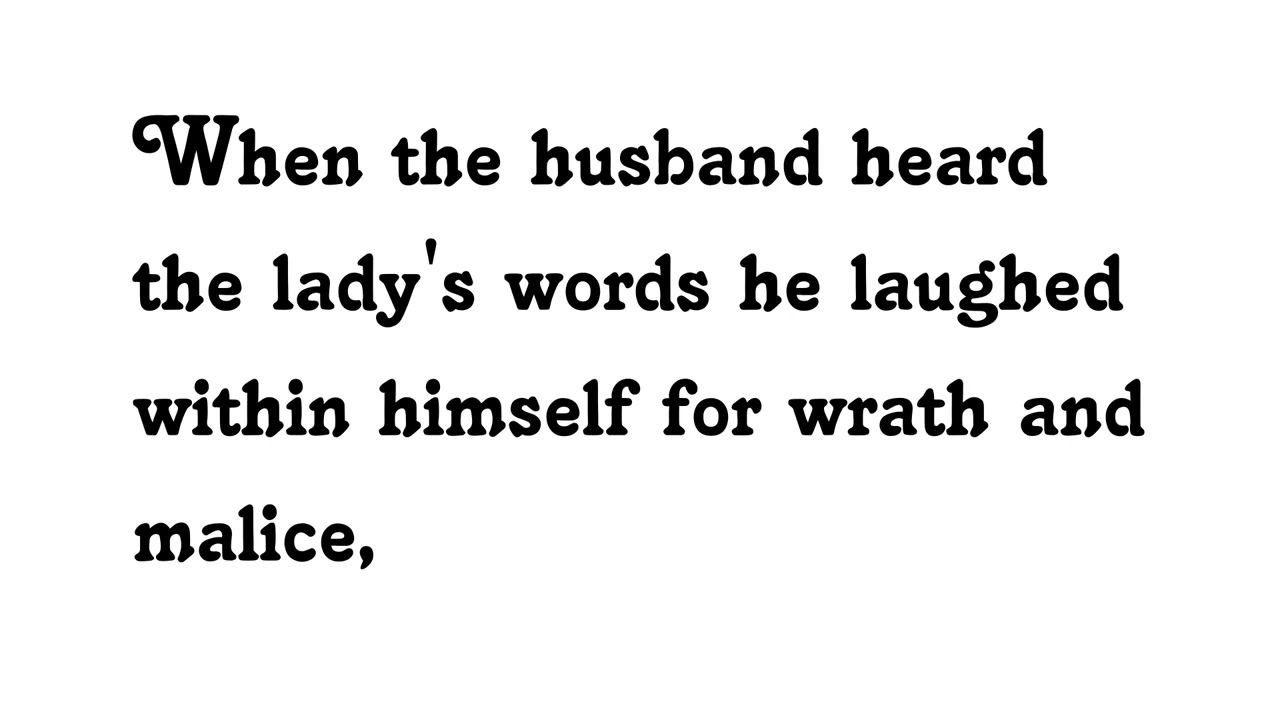 When the husband heard
the lady's words he laughed
within himself for wrath and
malice,